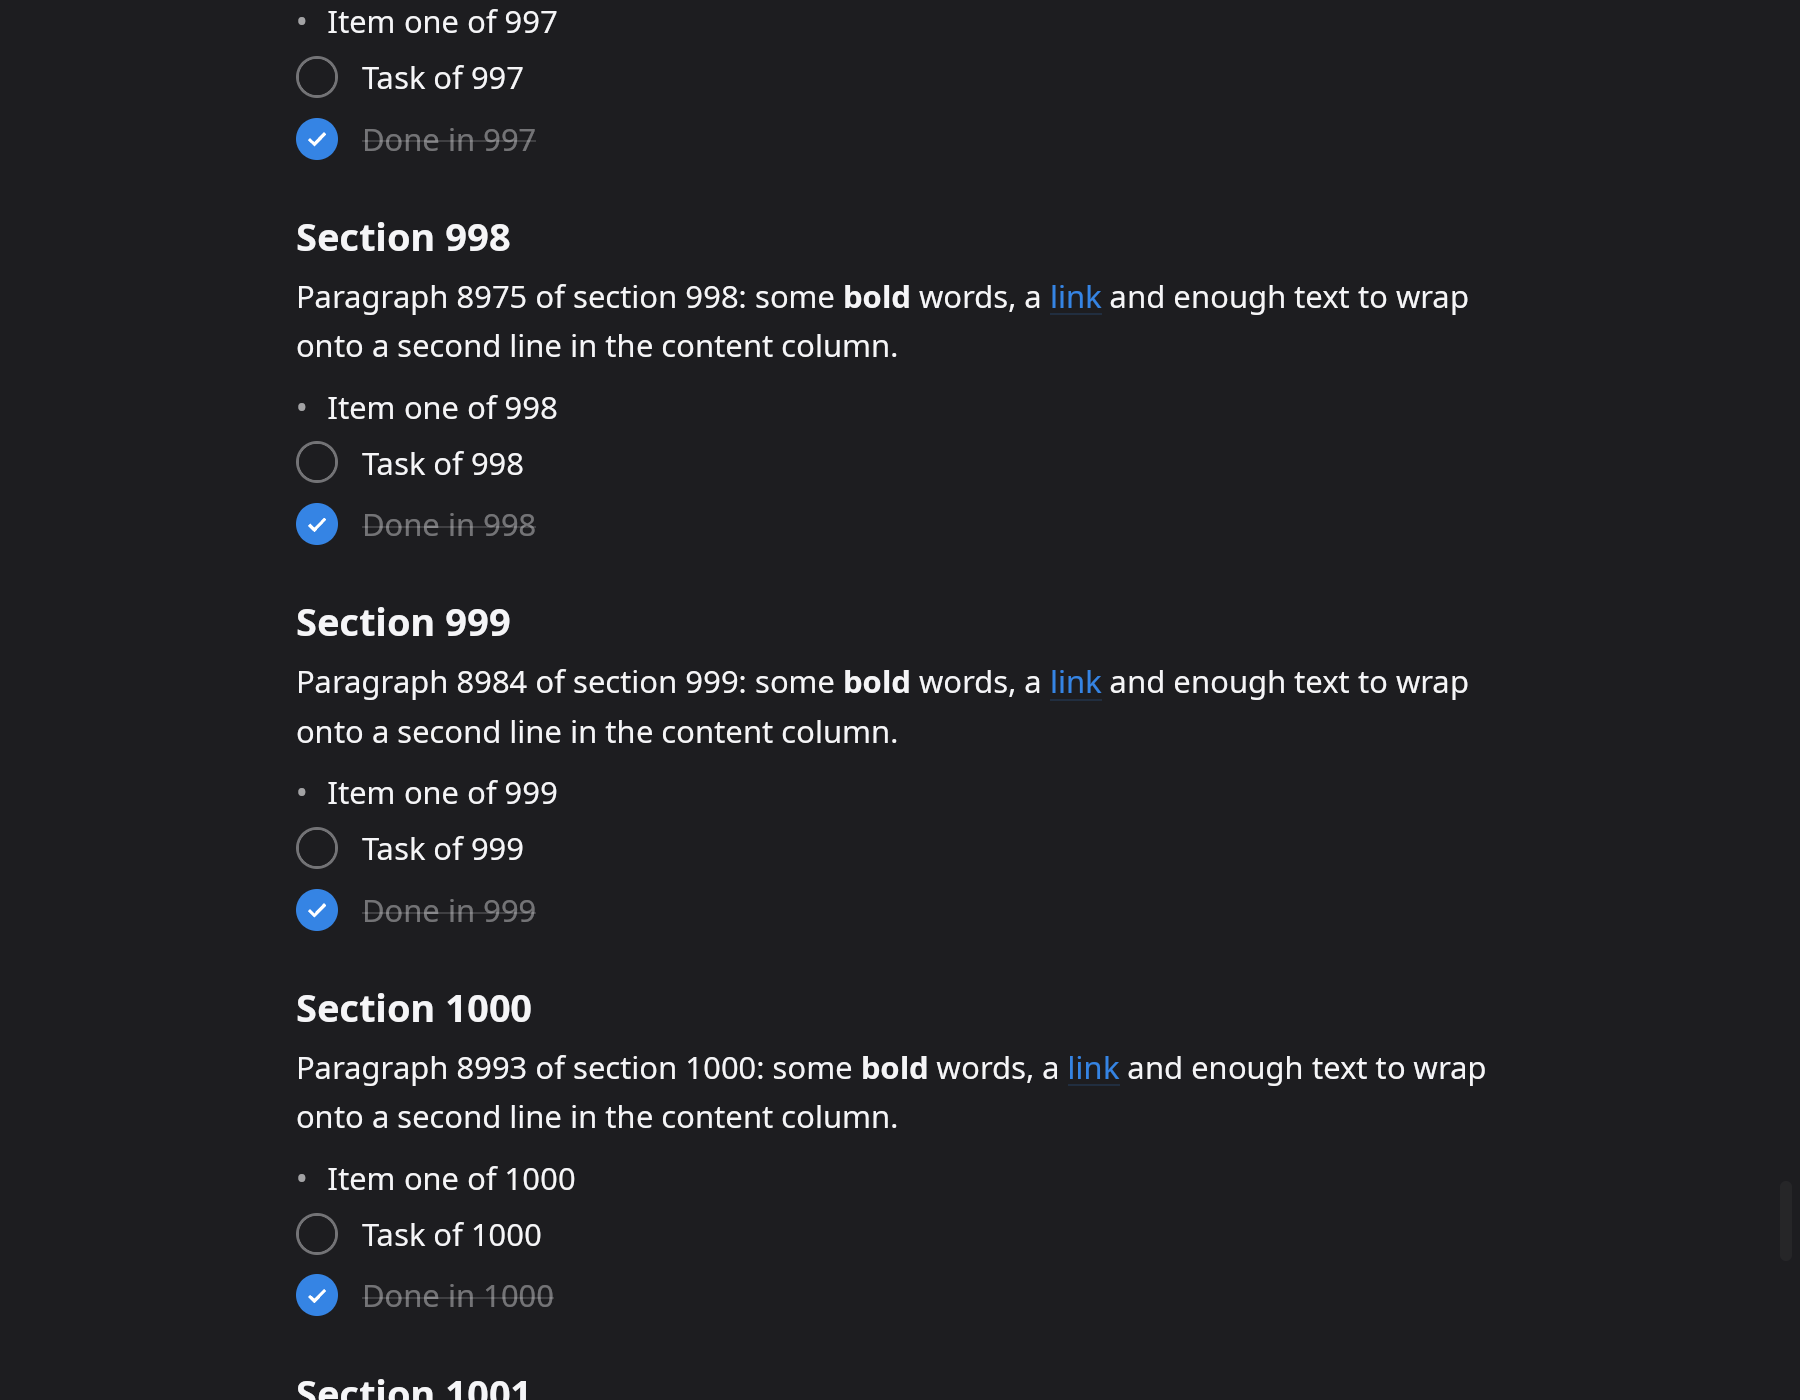 • Item one of 997
Task of 997
Done in 997
Section 998
Paragraph 8975 of section 998: some bold words, a link and enough text to wrap
onto a second line in the content column.
• Item one of 998
Task of 998
Done in 998
Section 999
Paragraph 8984 of section 999: some bold words, a link and enough text to wrap
onto a second line in the content column.
• Item one of 999
Task of 999
Done in 999
Section 1000
Paragraph 8993 of section 1000: some bold words, a link and enough text to wrap
onto a second line in the content column.
• Item one of 1000
Task of 1000
Done in 1000
Section 1001